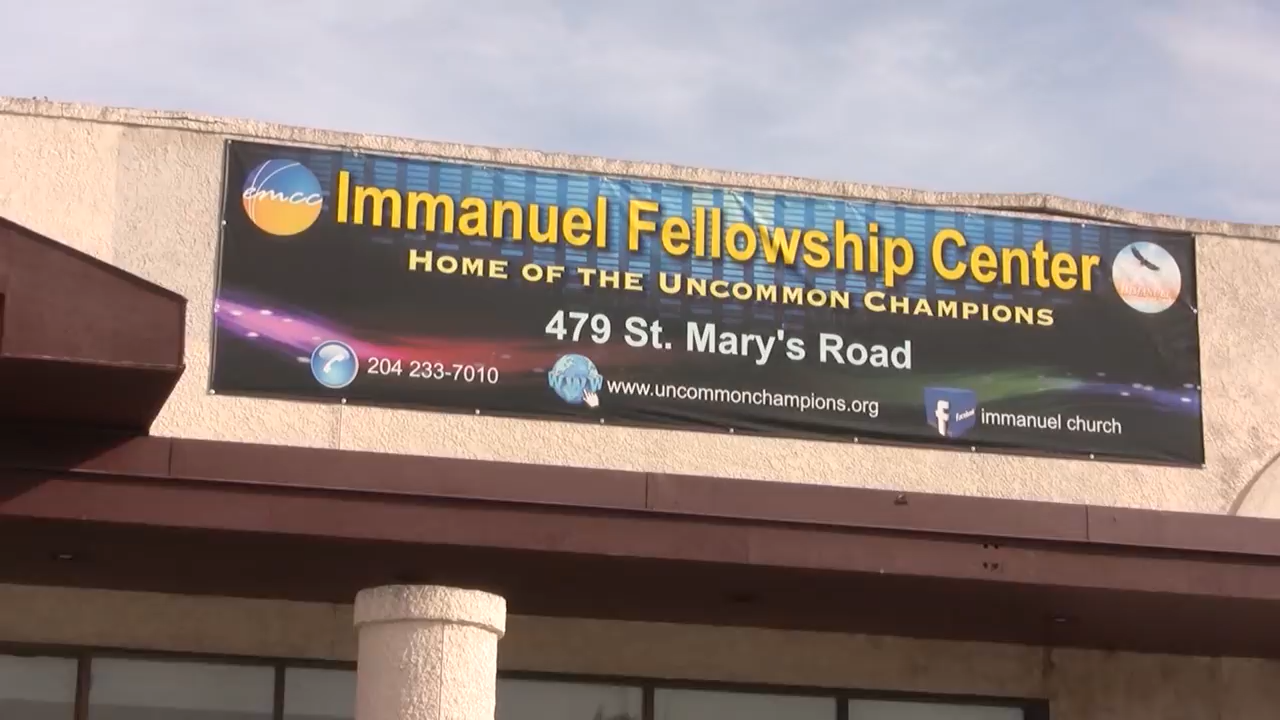 emcc
Immanuel Fellowship Center
HOME OF THE UNCOMMON CHAMPIONS
479 St. Mary's Road
204 233-7010
www.uncommonchampions.org
facebook
immanuel church